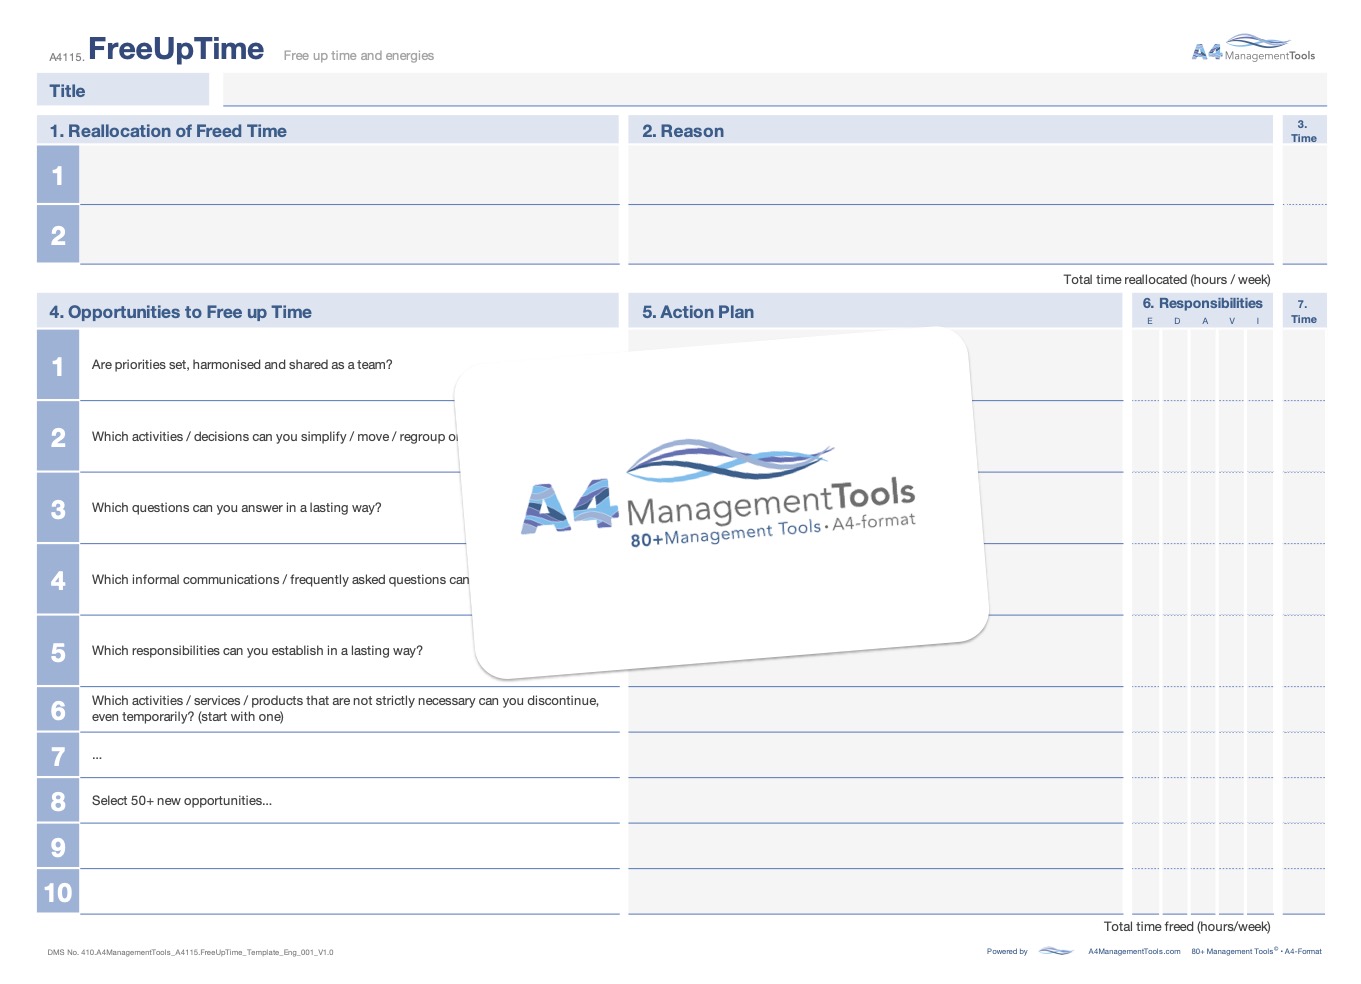 A4115. FreeUpTime Free up time and energies
A4 ManagementTools
Title
1. Reallocation of Freed Time
2. Reason
3.
Time
1
2
Total time reallocated (hours / week)
4. Opportunities to Free up Time
5. Action Plan
6. Responsibilities
E D A V I
7.
Time
1 Are priorities set, harmonised and shared as a team?
2 Which activities / decisions can you simplify / move / regroup
3 Which questions can you answer in a lasting way?
4 Which informal communications / frequently asked questions can
5 Which responsibilities can you establish in a lasting way?
6 Which activities / services / products that are not strictly necessary can you discontinue,
even temporarily? (start with one)
7 ...
8 Select 50+ new opportunities...
9
10
A4 ManagementTools
80+Management Tools · A4-format
Total time freed (hours/week)
DMS No. 410.A4ManagementTools_A4115.FreeUpTime_Template_Eng_001_V1.0
Powered by A4ManagementTools.com 80+ Management Tools© • A4-Format